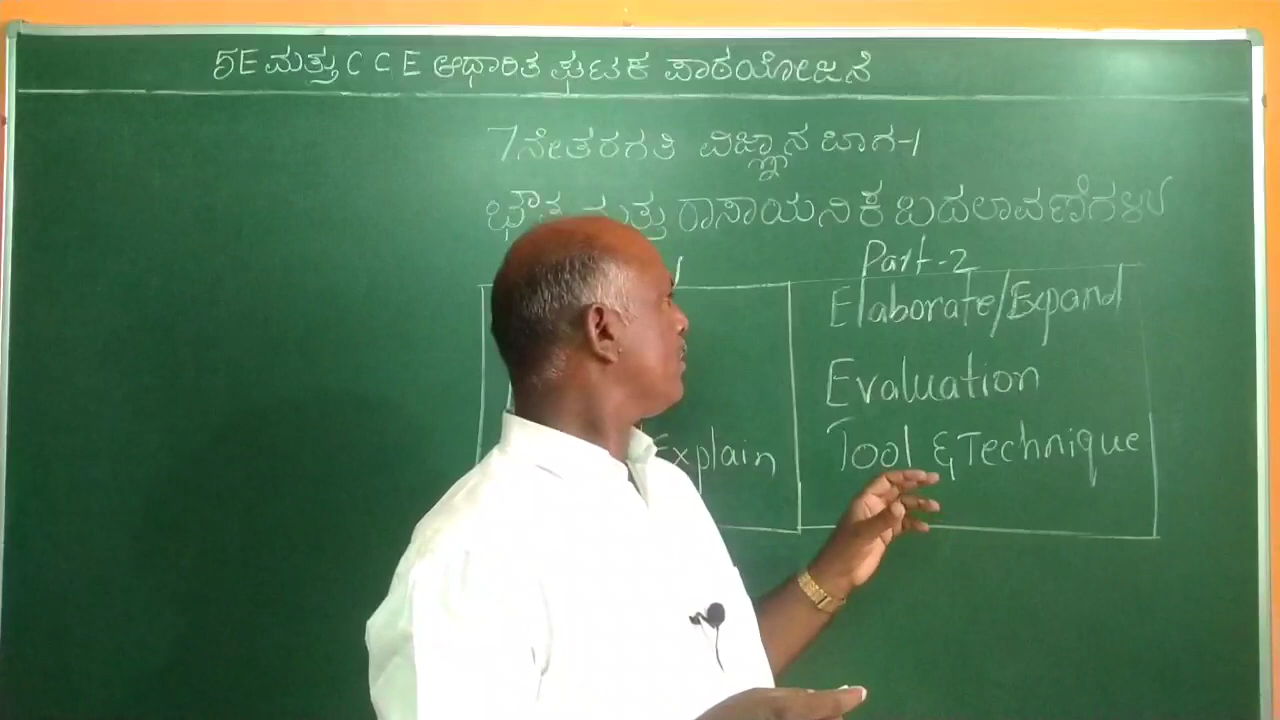 5E ಮತ್ತು C C E ಆಧಾರಿತ ಘಟಕ ಪಾಠಯೋಜನೆ
7ನೇತರಗತಿ ವಿಜ್ಞಾನ ಭಾಗ-1
ಭೌತ ಮತ್ತು ರಾಸಾಯನಿಕ ಬದಲಾವಣೆಗಳು
Part-2
Elaborate/Expand
Evaluation
Explain
Tool & Technique